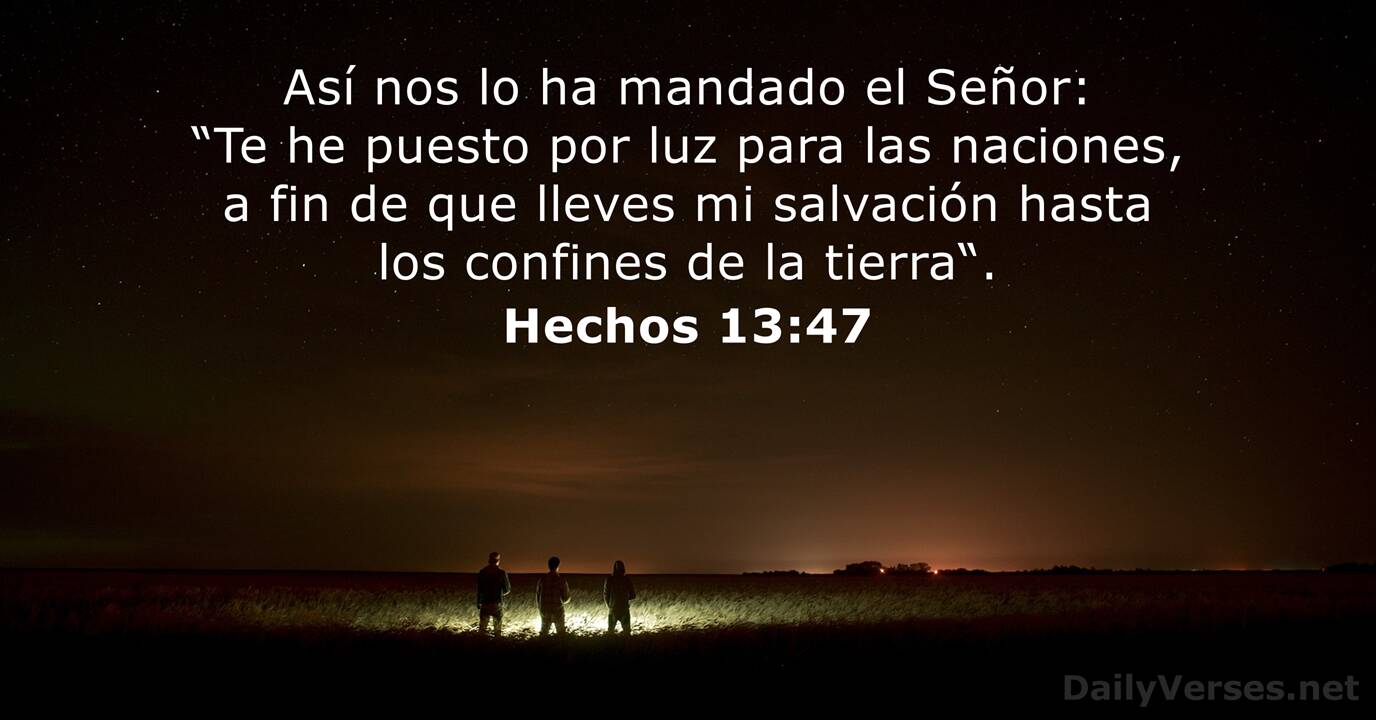 Así nos lo ha mandado el Señor:
“Te he puesto por luz para las naciones,
a fin de que lleves mi salvación hasta
los confines de la tierra“.
Hechos 13:47
DailyVerses.net